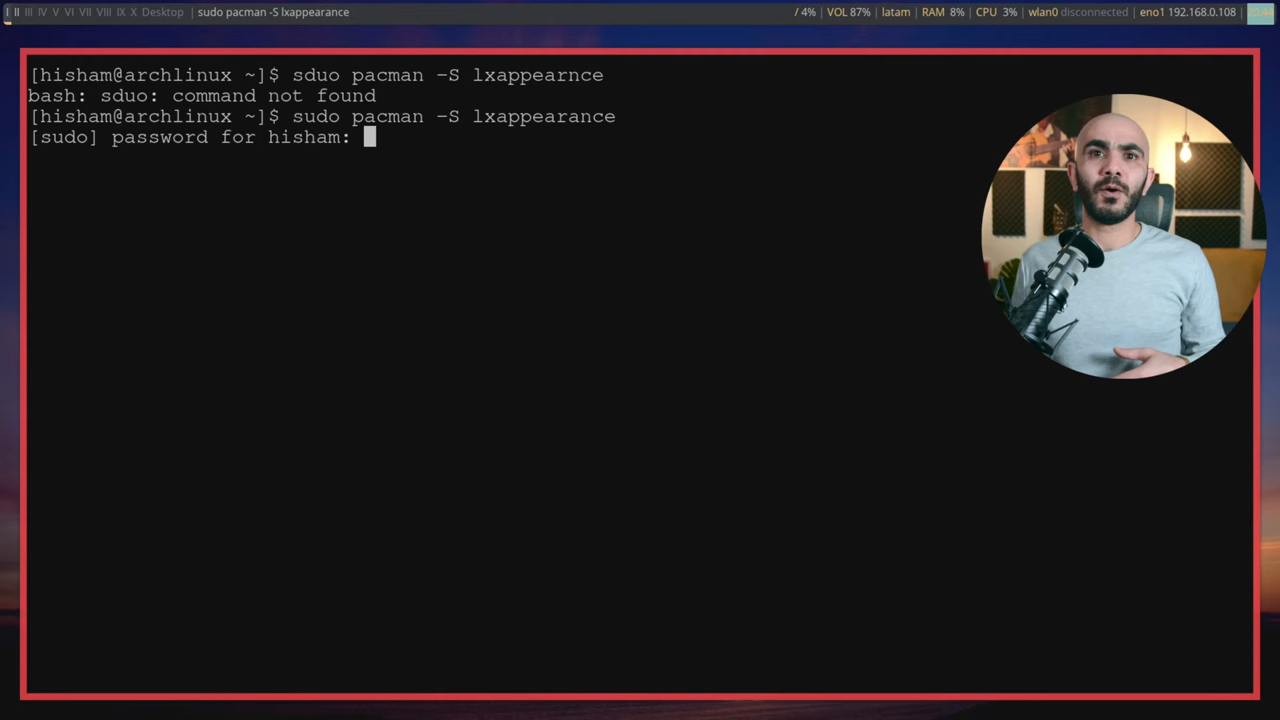 I II III IV V VI VII VIII IX X Desktop | sudo pacman -S lxappearance / 4% | VOL 87% | latam | RAM 8% | CPU 3% | wlan0 disconnected | eno1 192.168.0.108 |
[hisham@archlinux ~]$ sduo pacman -S lxappearnce
bash: sduo: command not found
[hisham@archlinux ~]$ sudo pacman -S lxappearance
[sudo] password for hisham: